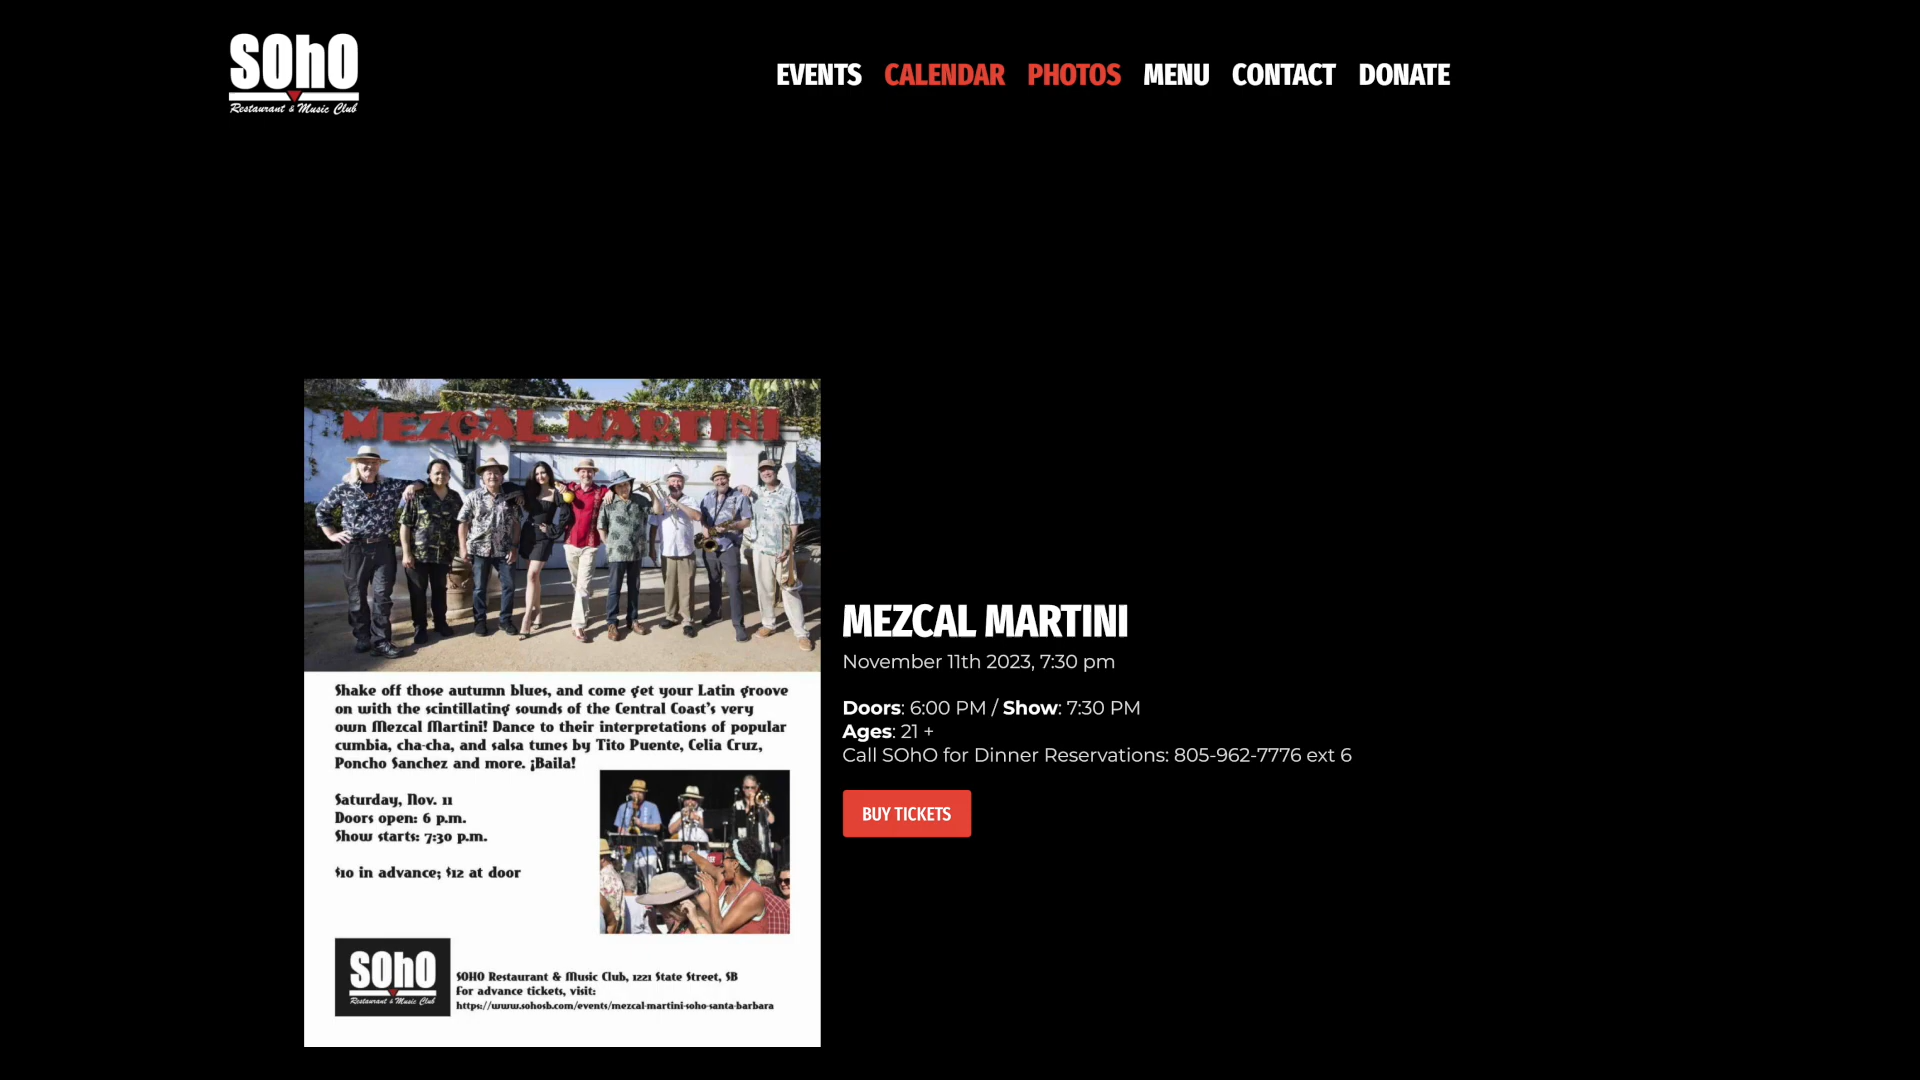 SOhO
Restaurant & Music Club
EVENTS CALENDAR PHOTOS MENU CONTACT DONATE
MEZCAL MARTINI
Shake off those autumn blues, and come get your Latin groove
on with the scintillating sounds of the Central Coast's very
own Mezcal Martini! Dance to their interpretations of popular
cumbia, cha-cha, and salsa tunes by Tito Puente, Celia Cruz,
Poncho Sanchez and more. ¡Baila!
Saturday, Nov. 11
Doors open: 6 p.m.
Show starts: 7:30 p.m.
$10 in advance; $12 at door
SOhO
Restaurant & Music Club
SOHO Restaurant & Music Club, 1221 State Street, SB
For advance tickets, visit:
https://www.sohosb.com/events/mezcal-martini-soho-santa-barbara
MEZCAL MARTINI
November 11th 2023, 7:30 pm
Doors: 6:00 PM / Show: 7:30 PM
Ages: 21 +
Call SOhO for Dinner Reservations: 805-962-7776 ext 6
BUY TICKETS